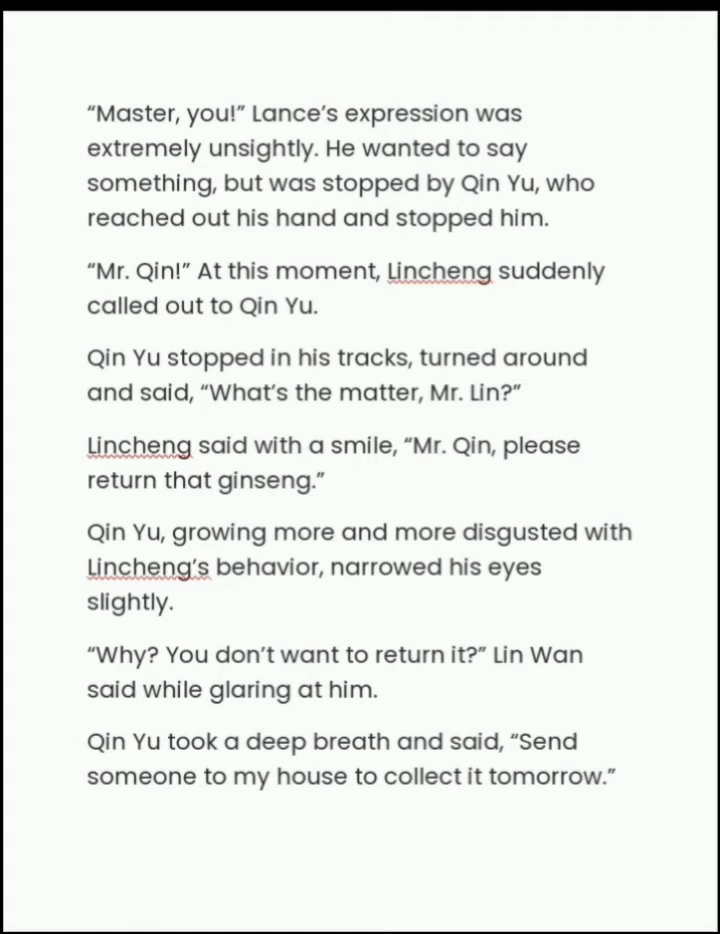 “Master, you!” Lance’s expression was
extremely unsightly. He wanted to say
something, but was stopped by Qin Yu, who
reached out his hand and stopped him.
“Mr. Qin!” At this moment, Lincheng suddenly
called out to Qin Yu.
Qin Yu stopped in his tracks, turned around
and said, “What’s the matter, Mr. Lin?”
Lincheng said with a smile, “Mr. Qin, please
return that ginseng.”
Qin Yu, growing more and more disgusted with
Lincheng’s behavior, narrowed his eyes
slightly.
“Why? You don’t want to return it?” Lin Wan
said while glaring at him.
Qin Yu took a deep breath and said, “Send
someone to my house to collect it tomorrow.”